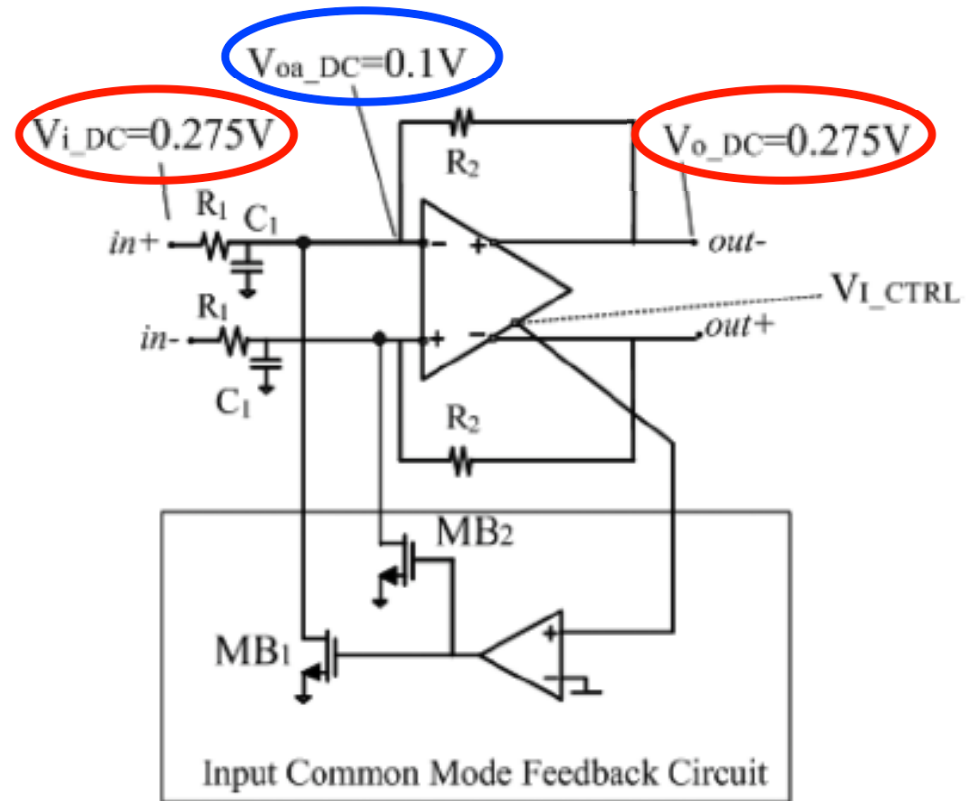 Voa_DC=0.1V
Vi_DC=0.275V
Vo_DC=0.275V
R2
R1
C1
in+
-
+
out-
VI_CTRL
R1
in-
+
-
out+
C1
R2
MB2
MB1
+
-
Input Common Mode Feedback Circuit